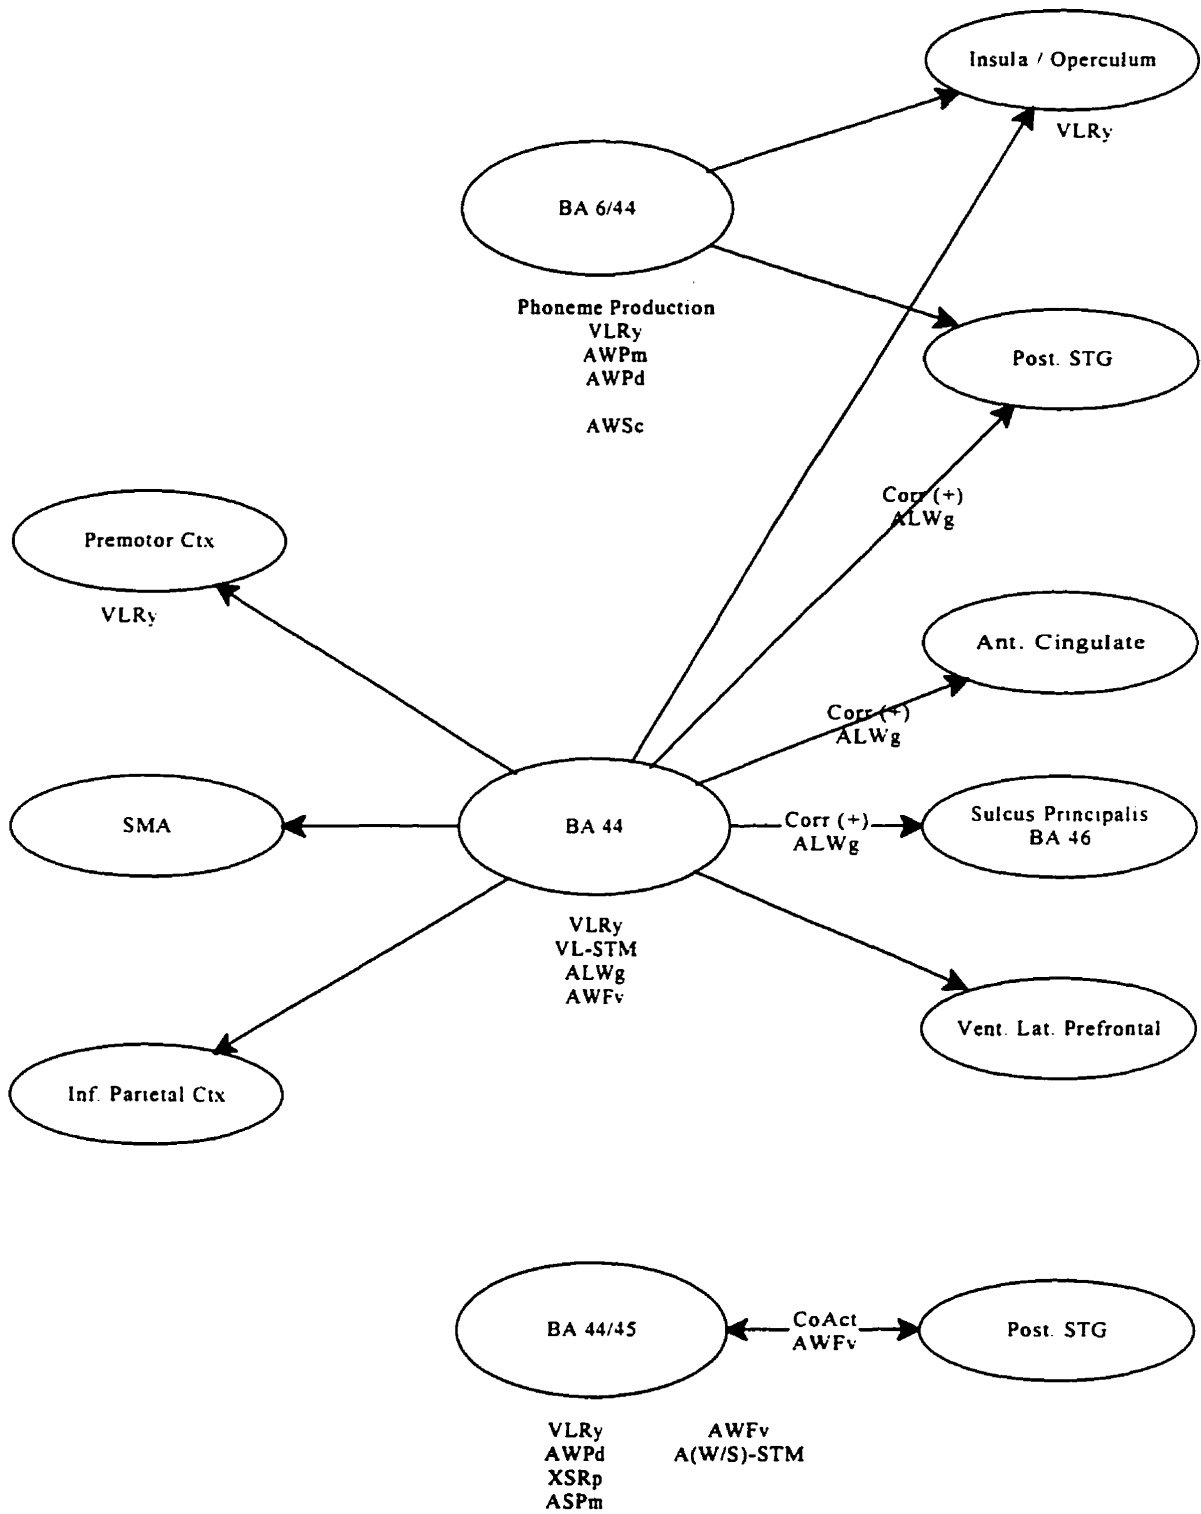 Insula / Operculum
VLRy
BA 6/44
Phoneme Production
VLRy
AWPm
AWPd
AWSc
Post. STG
Corr (+)
ALWg
Premotor Ctx
VLRy
Ant. Cingulate
Corr (+)
ALWg
SMA
BA 44
Corr (+)
ALWg
Sulcus Principalis
BA 46
VLRy
VL-STM
ALWg
AWFv
Vent. Lat. Prefrontal
Inf. Parietal Ctx
BA 44/45
CoAct
AWFv
Post. STG
VLRy
AWPd
XSRp
ASPm
AWFv
A(W/S)-STM